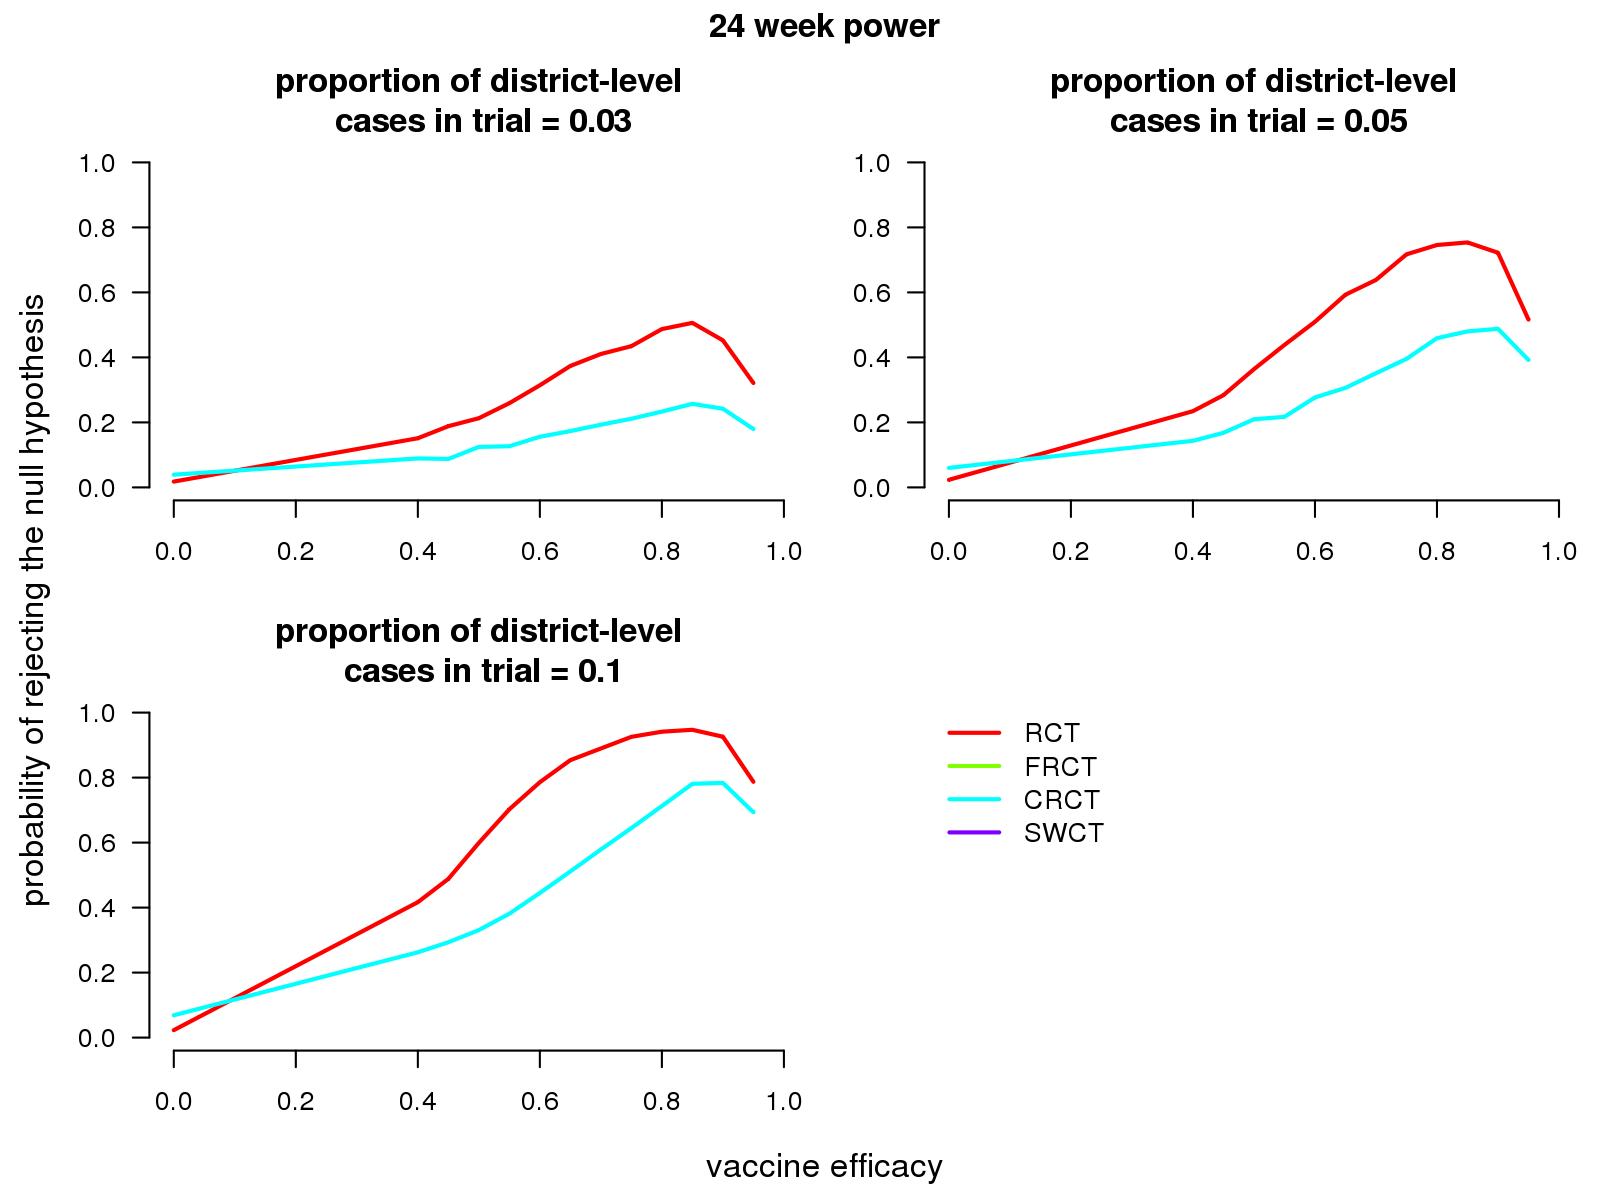 24 week power
proportion of district-level
cases in trial = 0.03
1.0
0.8
0.6
0.4
0.2
0.0
0.0 0.2 0.4 0.6 0.8 1.0
proportion of district-level
cases in trial = 0.05
1.0
0.8
0.6
0.4
0.2
0.0
0.0 0.2 0.4 0.6 0.8 1.0
probability of rejecting the null hypothesis
proportion of district-level
cases in trial = 0.1
1.0
0.8
0.6
0.4
0.2
0.0
0.0 0.2 0.4 0.6 0.8 1.0
RCT
FRCT
CRCT
SWCT
vaccine efficacy